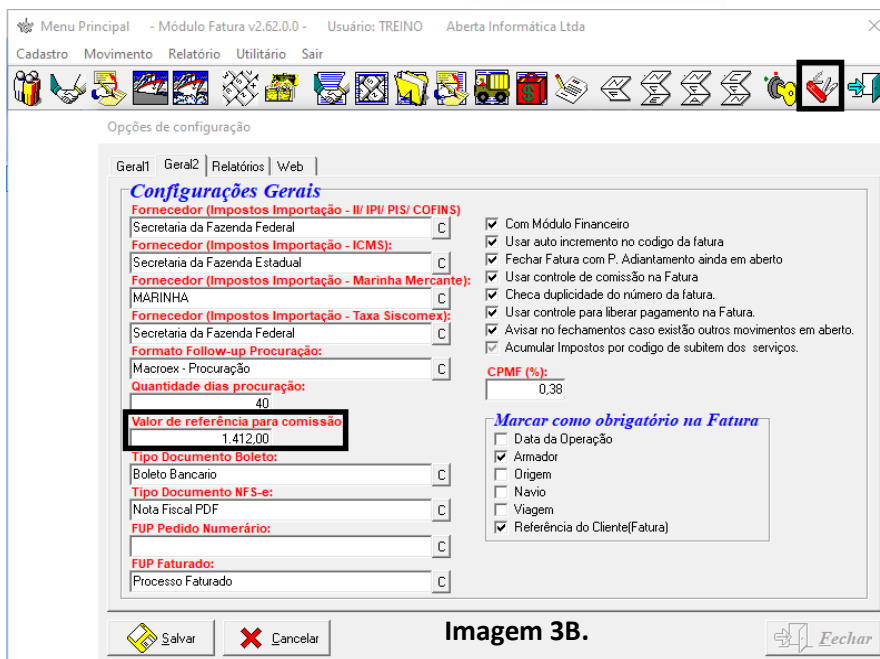 Menu Principal - Módulo Fatura v2.62.0.0 - Usuário: TREINO Aberta Informática Ltda
Cadastro Movimento Relatório Utilitário Sair
Opções de configuração
Geral1 Geral2 Relatórios Web
Configurações Gerais
Fornecedor (Impostos Importação - II/ IPI/ PIS/ COFINS)
Secretaria da Fazenda Federal C
Fornecedor (Impostos Importação - ICMS):
Secretaria da Fazenda Estadual C
Fornecedor (Impostos Importação - Marinha Mercante):
MARINHA C
Fornecedor (Impostos Importação - Taxa Siscomex):
Secretaria da Fazenda Federal C
Formato Follow-up Procuração:
Macroex - Procuração C
Quantidade dias procuração:
40
Valor de referência para comissão
1.412,00
Tipo Documento Boleto:
Boleto Bancario C
Tipo Documento NFS-e:
Nota Fiscal PDF C
FUP Pedido Numerário:
C
FUP Faturado:
Processo Faturado C
Com Módulo Financeiro
Usar auto incremento no codigo da fatura
Fechar Fatura com P. Adiantamento ainda em aberto
Usar controle de comissão na Fatura
Checa duplicidade do número da fatura.
Usar controle para liberar pagamento na Fatura.
Avisar no fechamentos caso existão outros movimentos em aberto.
Acumular Impostos por codigo de subitem dos serviços.
CPMF (%):
0,38
Marcar como obrigatório na Fatura
Data da Operação
Armador
Origem
Navio
Viagem
Referência do Cliente(Fatura)
Salvar Cancelar Imagem 3B. Fechar